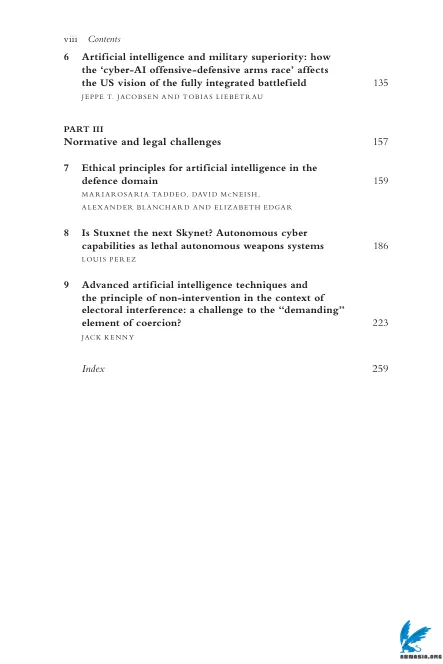 viii Contents
6 Artificial intelligence and military superiority: how
the ‘cyber-AI offensive-defensive arms race’ affects
the US vision of the fully integrated battlefield 135
JEPPE T. JACOBSEN AND TOBIAS LIEBETRAU
PART III
Normative and legal challenges 157
7 Ethical principles for artificial intelligence in the
defence domain 159
MARIAROSARIA TADDEO, DAVID McNEISH,
ALEXANDER BLANCHARD AND ELIZABETH EDGAR
8 Is Stuxnet the next Skynet? Autonomous cyber
capabilities as lethal autonomous weapons systems 186
LOUIS PEREZ
9 Advanced artificial intelligence techniques and
the principle of non-intervention in the context of
electoral interference: a challenge to the “demanding”
element of coercion? 223
JACK KENNY
Index 259